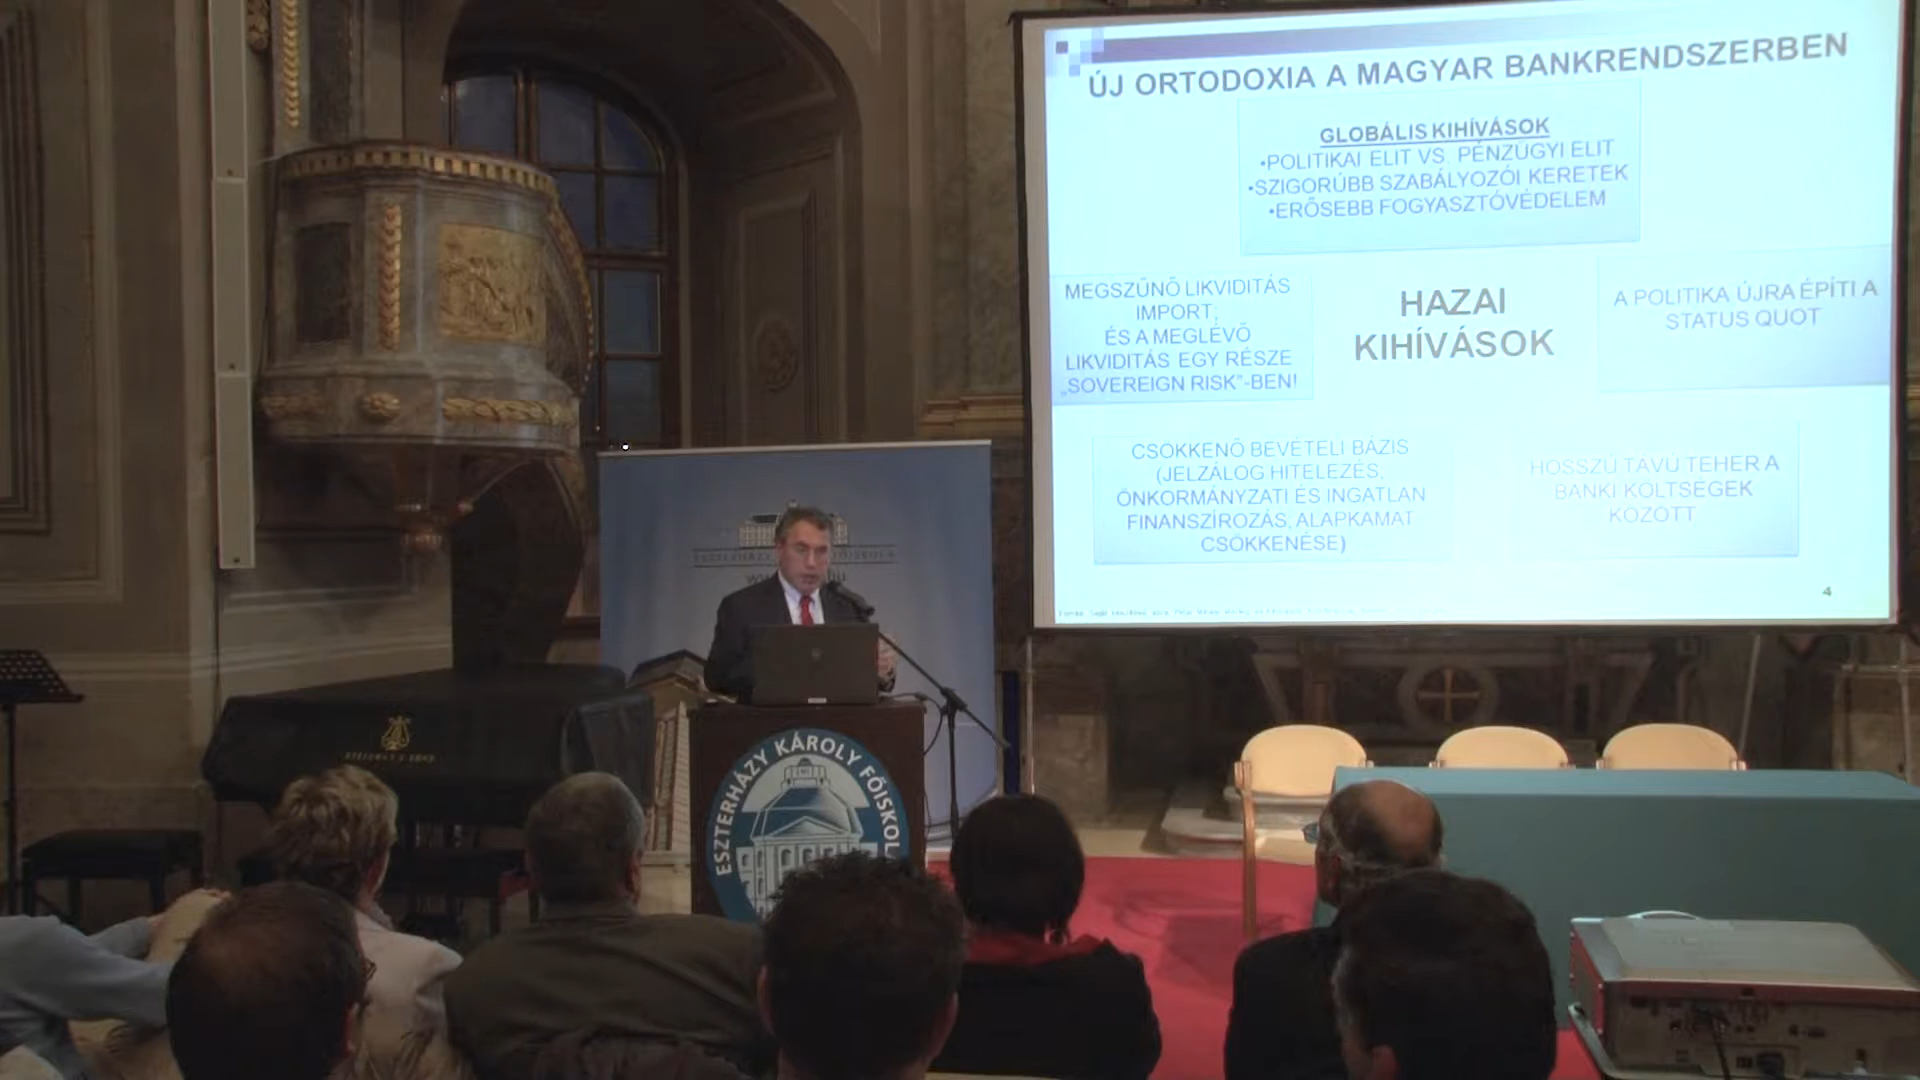 ÚJ ORTODOXIA A MAGYAR BANKRENDSZERBEN
GLOBÁLIS KIHÍVÁSOK
•POLITIKAI ELIT VS. PÉNZÜGYI ELIT
•SZIGORÚBB SZABÁLYOZÓI KERETEK
•ERŐSEBB FOGYASZTÓVÉDELEM
MEGSZŰNŐ LIKVIDITÁS
IMPORT;
ÉS A MEGLÉVŐ
LIKVIDITÁS EGY RÉSZE
„SOVEREIGN RISK”-BEN!
HAZAI
KIHÍVÁSOK
A POLITIKA ÚJRA ÉPÍTI A
STATUS QUOT
CSÖKKENŐ BEVÉTELI BÁZIS
(JELZÁLOG HITELEZÉS,
ÖNKORMÁNYZATI ÉS INGATLAN
FINANSZÍROZÁS, ALAPKAMAT
CSÖKKENÉSE)
HOSSZÚ TÁVÚ TEHER A
BANKI KÖLTSÉGEK
KÖZÖTT
4
ESZTERHÁZY KÁROLY FŐISKOL